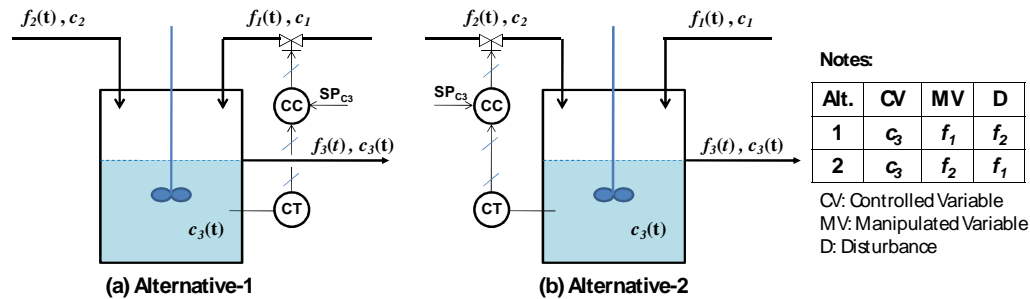 f₂(t) , c₂
f₁(t) , c₁
CC
SP_C3
f₃(t) , c₃(t)
CT
c₃(t)
(a) Alternative-1
f₂(t) , c₂
f₁(t) , c₁
SP_C3
CC
f₃(t) , c₃(t)
CT
c₃(t)
(b) Alternative-2
Notes:
Alt. CV MV D
1 c₃ f₁ f₂
2 c₃ f₂ f₁
CV: Controlled Variable
MV: Manipulated Variable
D: Disturbance